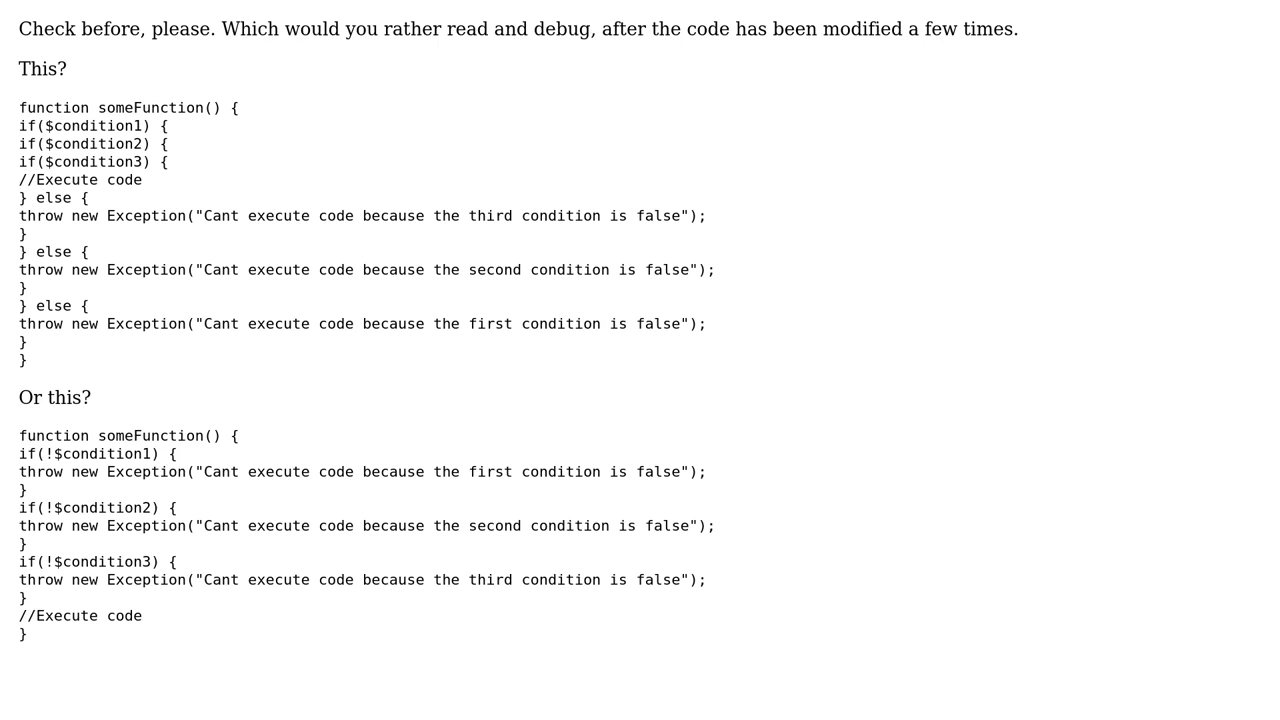 Check before, please. Which would you rather read and debug, after the code has been modified a few times.
This?
function someFunction() {
if($condition1) {
if($condition2) {
if($condition3) {
//Execute code
} else {
throw new Exception("Cant execute code because the third condition is false");
}
} else {
throw new Exception("Cant execute code because the second condition is false");
}
} else {
throw new Exception("Cant execute code because the first condition is false");
}
}
Or this?
function someFunction() {
if(!$condition1) {
throw new Exception("Cant execute code because the first condition is false");
}
if(!$condition2) {
throw new Exception("Cant execute code because the second condition is false");
}
if(!$condition3) {
throw new Exception("Cant execute code because the third condition is false");
}
//Execute code
}